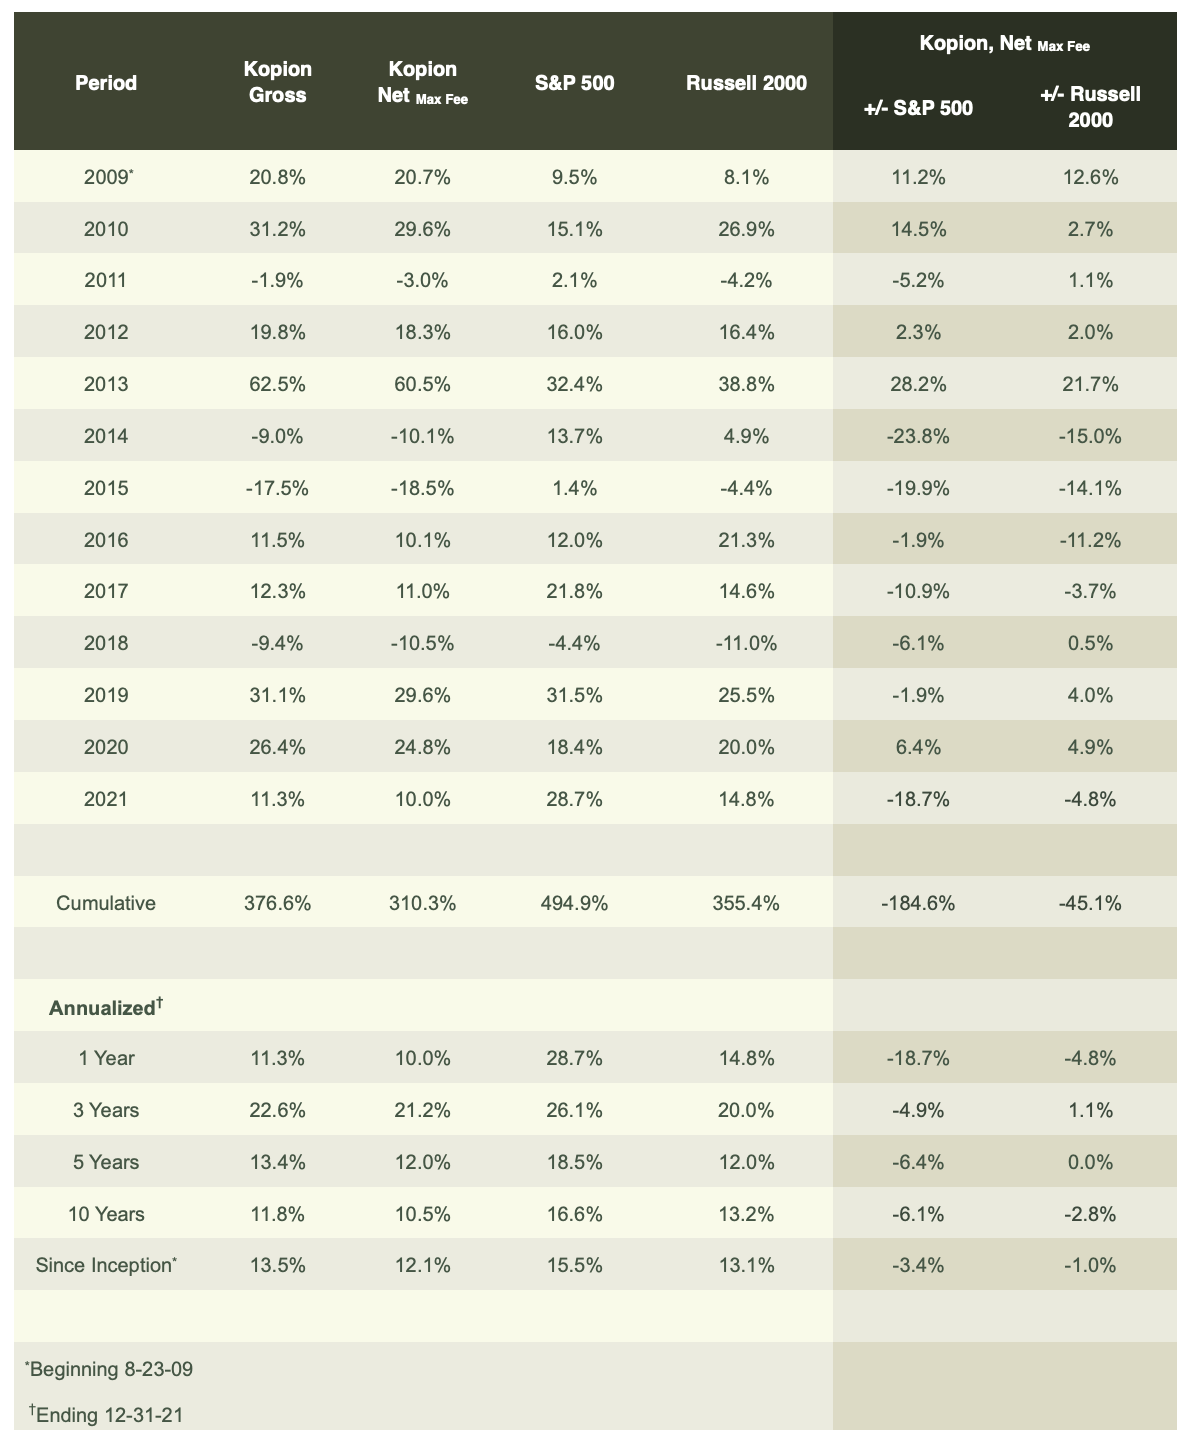 Kopion, Net Max Fee
Period Kopion Gross Kopion Net Max Fee S&P 500 Russell 2000 +/- S&P 500 +/- Russell 2000
2009* 20.8% 20.7% 9.5% 8.1% 11.2% 12.6%
2010 31.2% 29.6% 15.1% 26.9% 14.5% 2.7%
2011 -1.9% -3.0% 2.1% -4.2% -5.2% 1.1%
2012 19.8% 18.3% 16.0% 16.4% 2.3% 2.0%
2013 62.5% 60.5% 32.4% 38.8% 28.2% 21.7%
2014 -9.0% -10.1% 13.7% 4.9% -23.8% -15.0%
2015 -17.5% -18.5% 1.4% -4.4% -19.9% -14.1%
2016 11.5% 10.1% 12.0% 21.3% -1.9% -11.2%
2017 12.3% 11.0% 21.8% 14.6% -10.9% -3.7%
2018 -9.4% -10.5% -4.4% -11.0% -6.1% 0.5%
2019 31.1% 29.6% 31.5% 25.5% -1.9% 4.0%
2020 26.4% 24.8% 18.4% 20.0% 6.4% 4.9%
2021 11.3% 10.0% 28.7% 14.8% -18.7% -4.8%
Cumulative 376.6% 310.3% 494.9% 355.4% -184.6% -45.1%
Annualized†
1 Year 11.3% 10.0% 28.7% 14.8% -18.7% -4.8%
3 Years 22.6% 21.2% 26.1% 20.0% -4.9% 1.1%
5 Years 13.4% 12.0% 18.5% 12.0% -6.4% 0.0%
10 Years 11.8% 10.5% 16.6% 13.2% -6.1% -2.8%
Since Inception* 13.5% 12.1% 15.5% 13.1% -3.4% -1.0%
*Beginning 8-23-09
†Ending 12-31-21